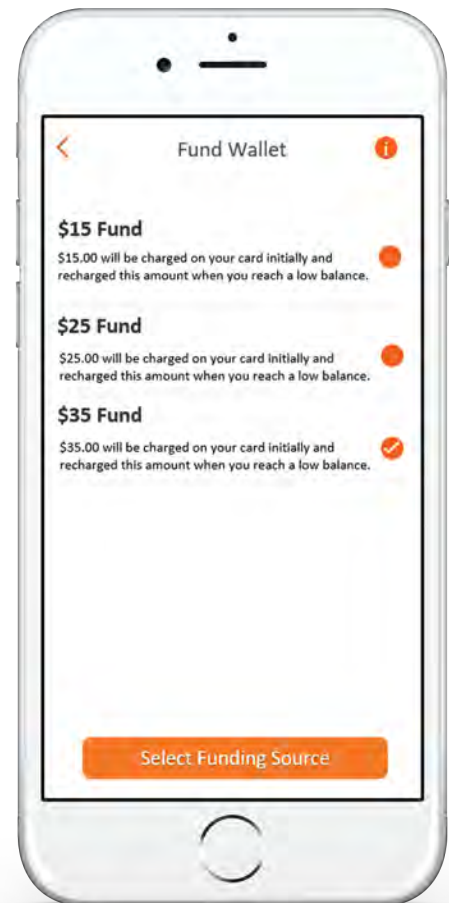 Fund Wallet
i
$15 Fund
$15.00 will be charged on your card initially and
recharged this amount when you reach a low balance.
$25 Fund
$25.00 will be charged on your card initially and
recharged this amount when you reach a low balance.
$35 Fund
$35.00 will be charged on your card initially and
recharged this amount when you reach a low balance.
Select Funding Source